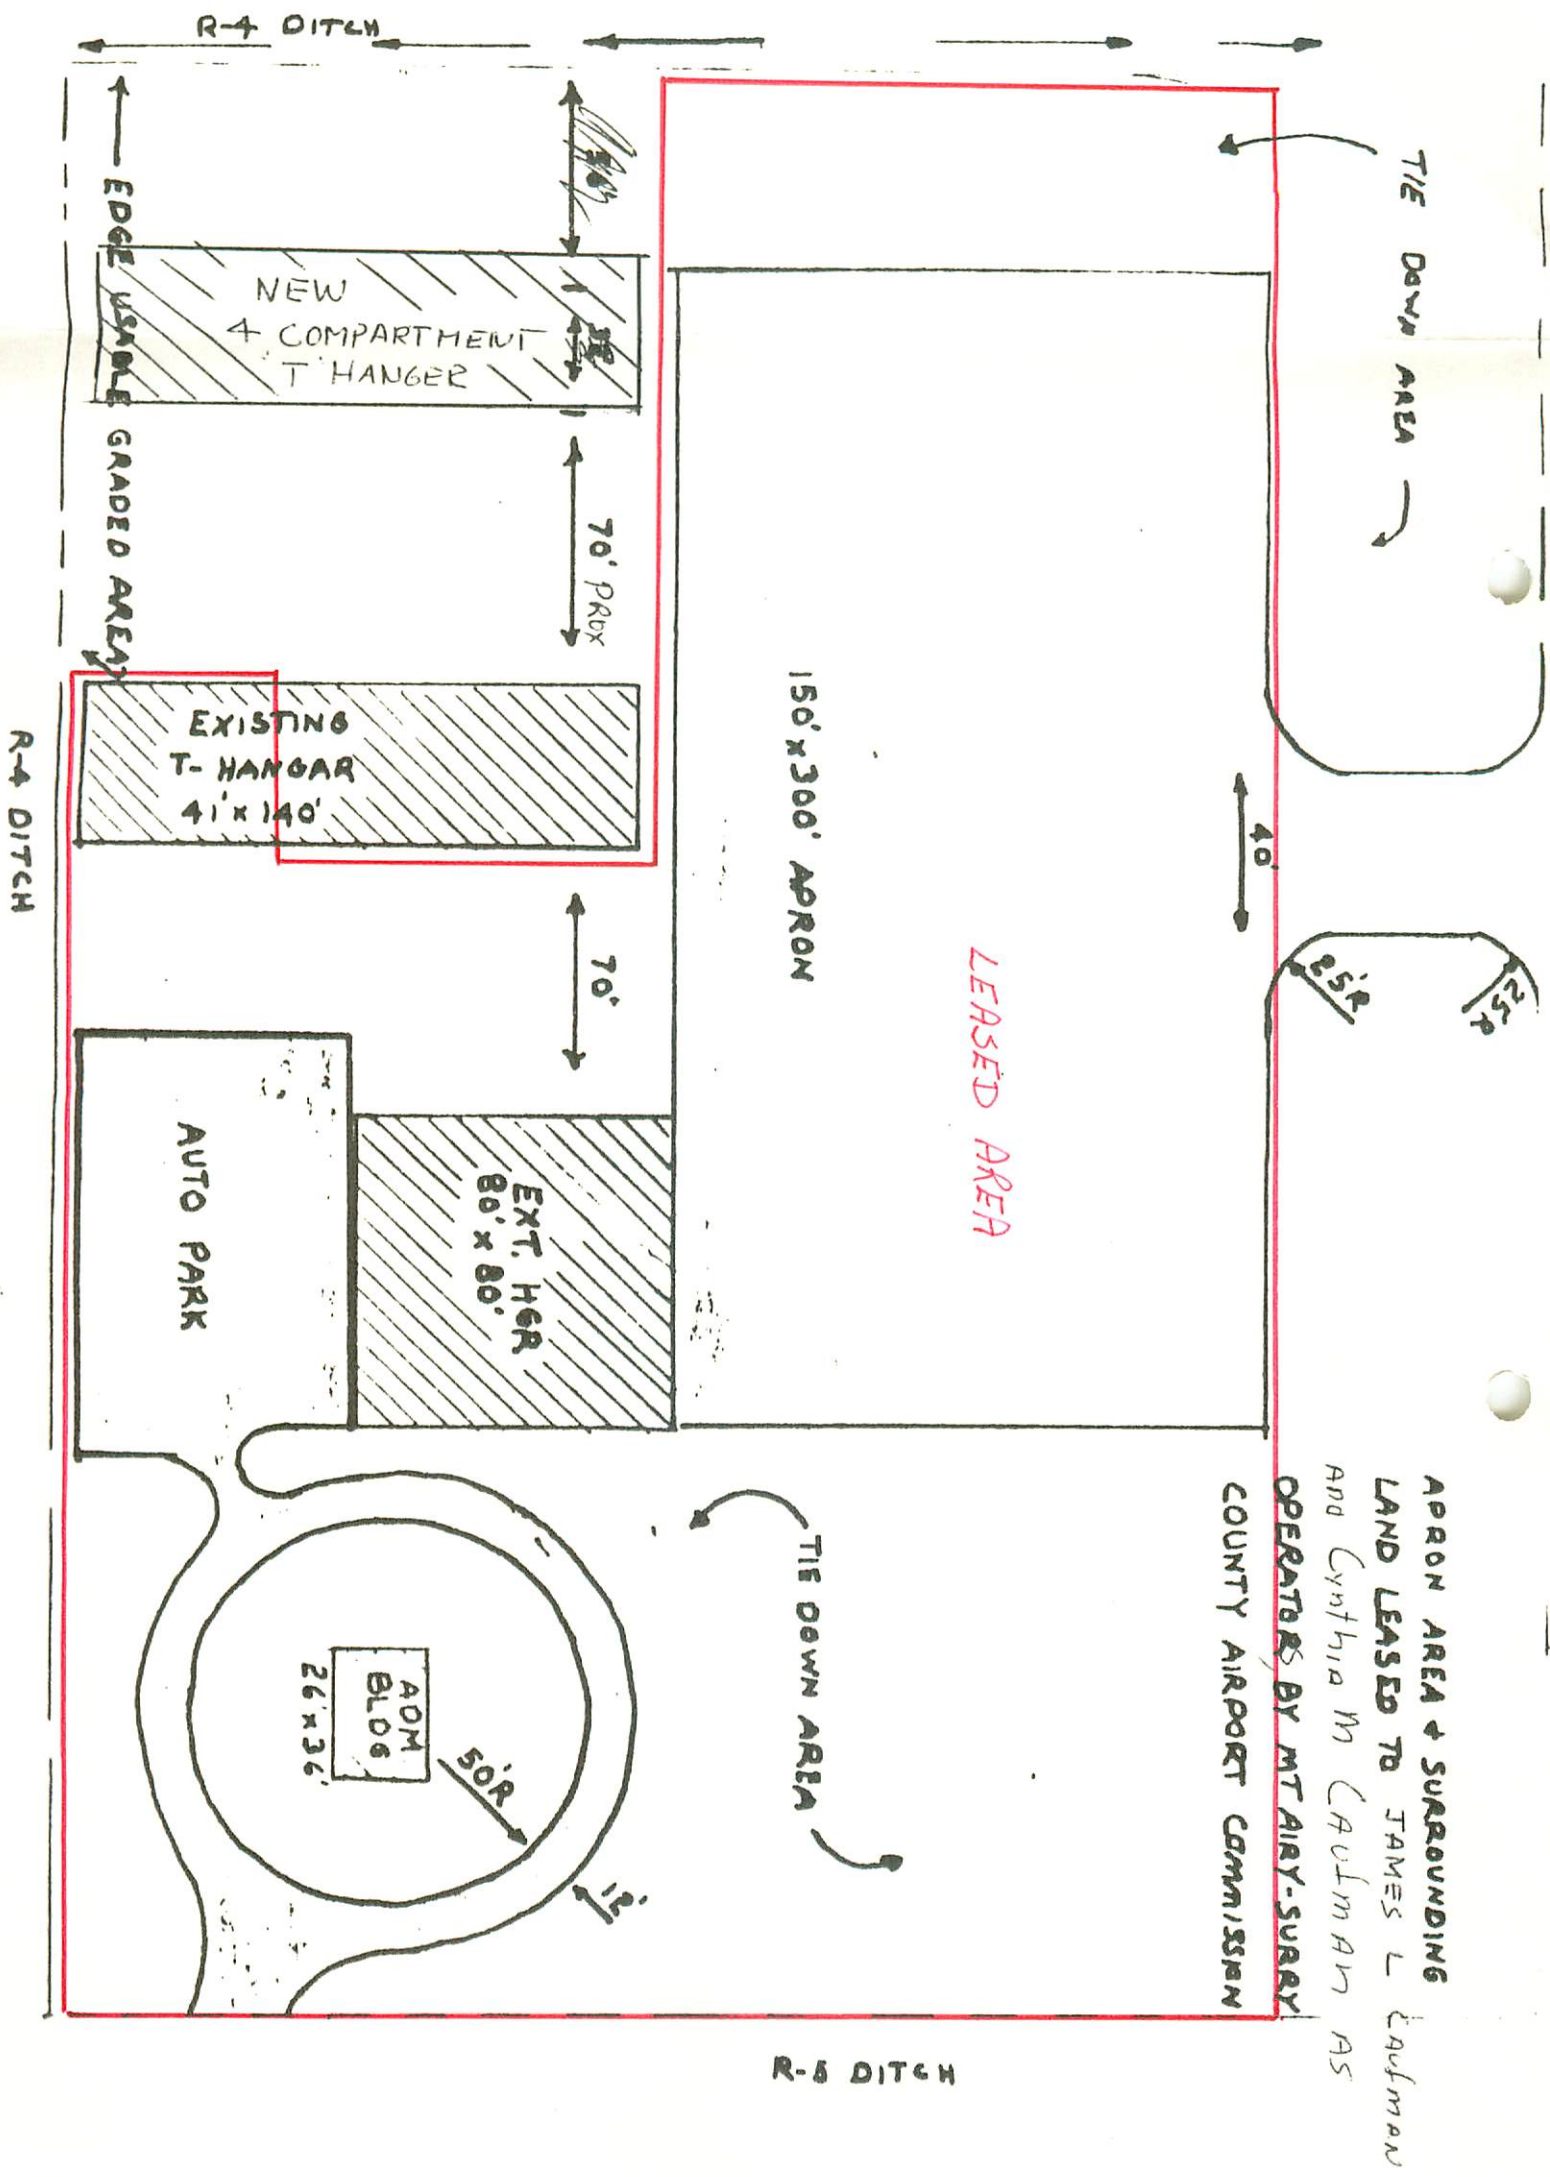 R-4 DITCH
TIE DOWN AREA
EDGE USABLE GRADED AREA
NEW
4 COMPARTMENT
T HANGER
70' PROX
EXISTING
T-HANGAR
41' x 140'
R-4 DITCH
150' x 300' APRON
40'
25'R
25'R
LEASED AREA
70'
AUTO PARK
EXT. HGR
80' x 80'
APRON AREA & SURROUNDING
LAND LEASED TO JAMES L CAUfMAN
AnD Cynthia M CAUfMAn AS
OPERATORS BY MT AIRY-SURRY
COUNTY AIRPORT COMMISSION
TIE DOWN AREA
ADM
BLDG
26' x 36'
50'R
12'
R-5 DITCH